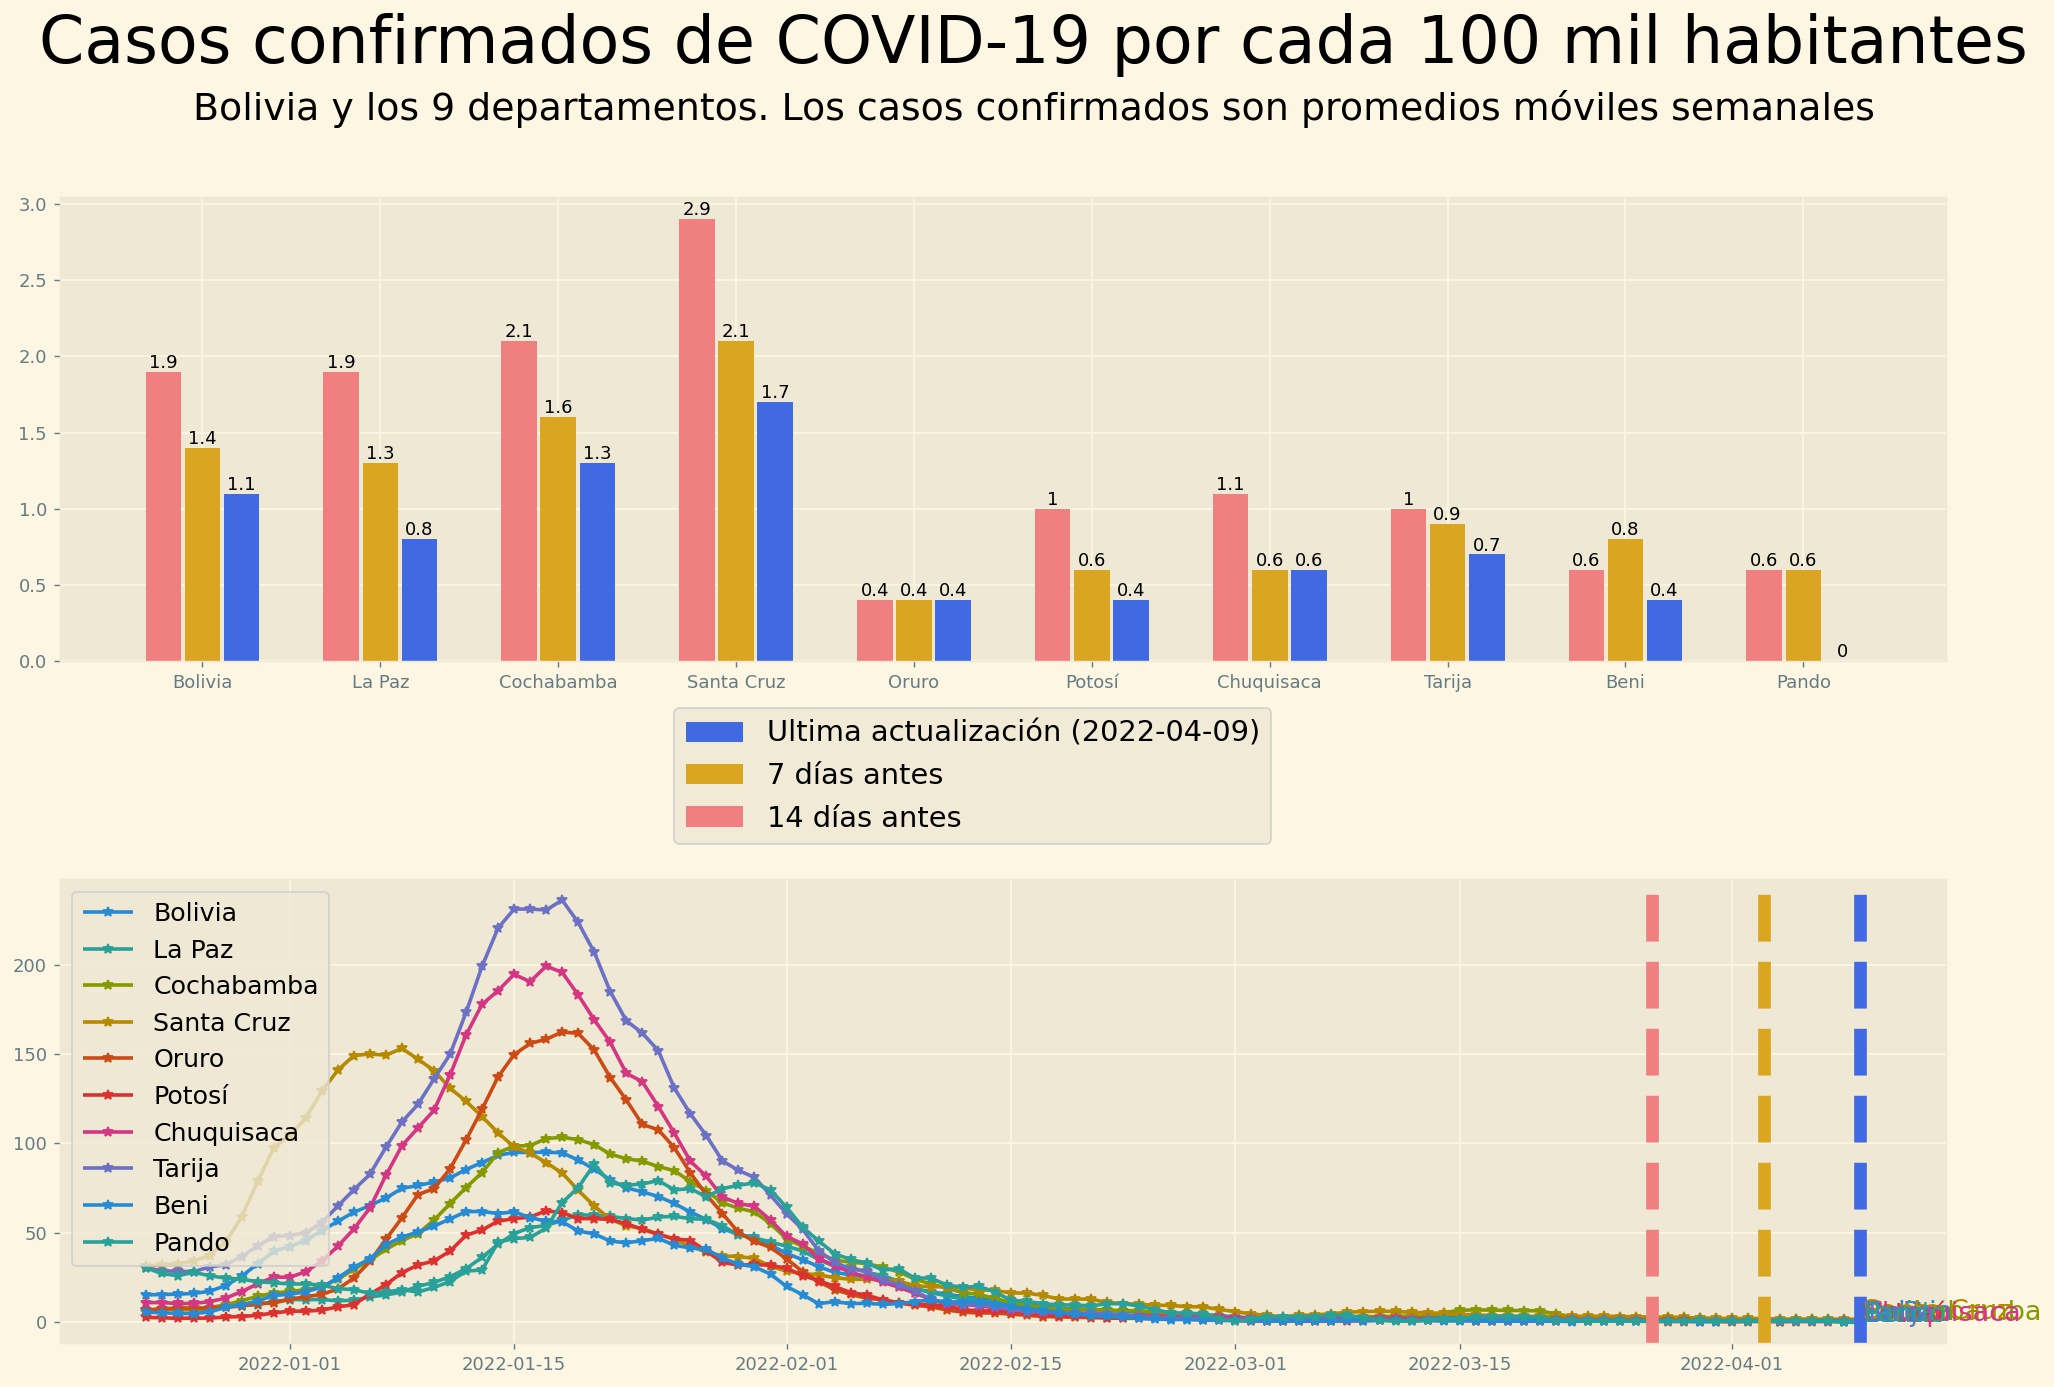 Casos confirmados de COVID-19 por cada 100 mil habitantes
Bolivia y los 9 departamentos. Los casos confirmados son promedios móviles semanales
3.0
2.5
2.0
1.5
1.0
0.5
0.0
1.9 1.4 1.1
1.9 1.3 0.8
2.1 1.6 1.3
2.9 2.1 1.7
0.4 0.4 0.4
1 0.6 0.4
1.1 0.6 0.6
1 0.9 0.7
0.6 0.8 0.4
0.6 0.6 0
Bolivia La Paz Cochabamba Santa Cruz Oruro Potosí Chuquisaca Tarija Beni Pando
Ultima actualización (2022-04-09)
7 días antes
14 días antes
200
150
100
50
0
Bolivia
La Paz
Cochabamba
Santa Cruz
Oruro
Potosí
Chuquisaca
Tarija
Beni
Pando
2022-01-01 2022-01-15 2022-02-01 2022-02-15 2022-03-01 2022-03-15 2022-04-01